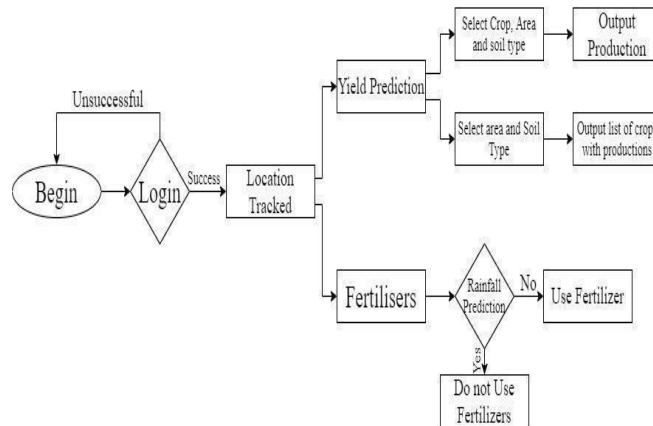 Select Crop, Area
and soil type
Output
Production
Unsuccessful
Yield Prediction
Select area and Soil
Type
Output list of crop
with productions
Begin
Login
Success
Location
Tracked
Fertilisers
Rainfall
Prediction
No
Use Fertilizer
Yes
Do not Use
Fertilizers